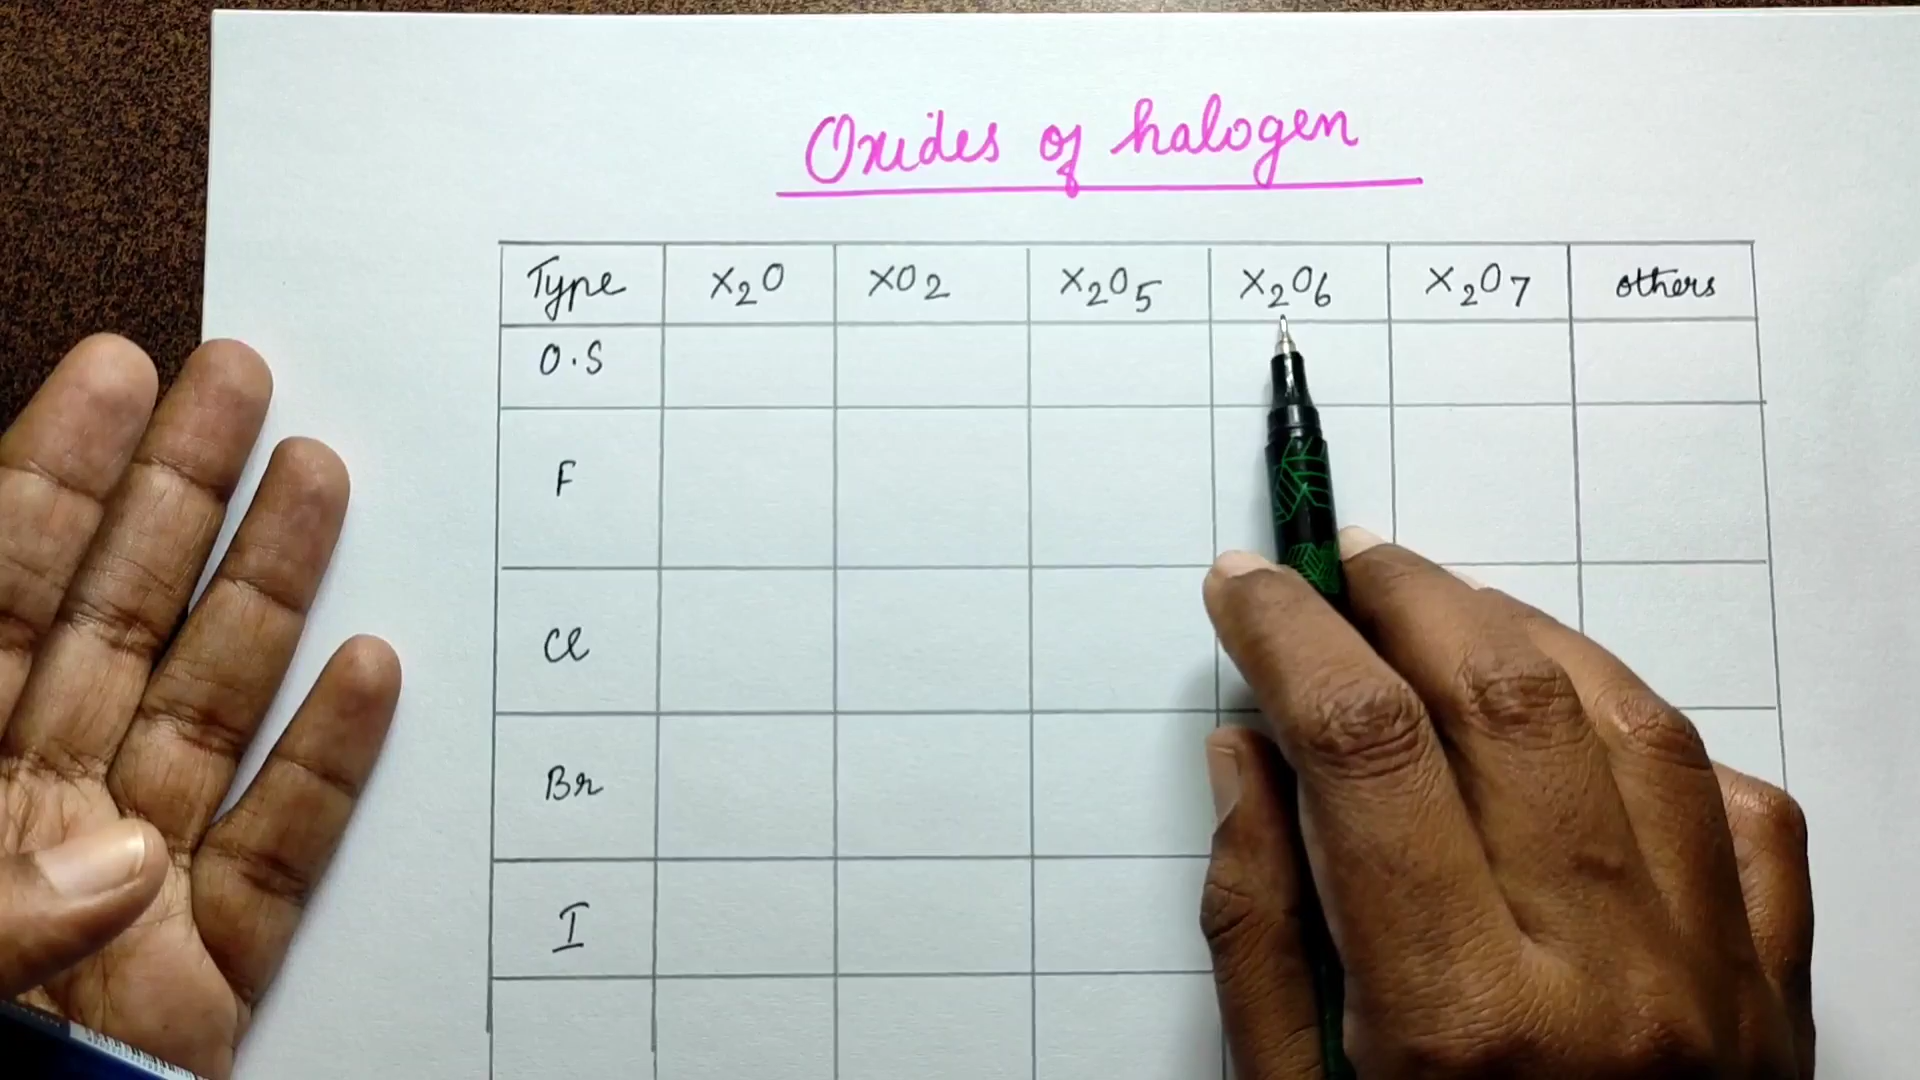 Oxides of halogen
Type X₂O XO₂ X₂O₅ X₂O₆ X₂O₇ others
O.S
F
Cl
Br
I